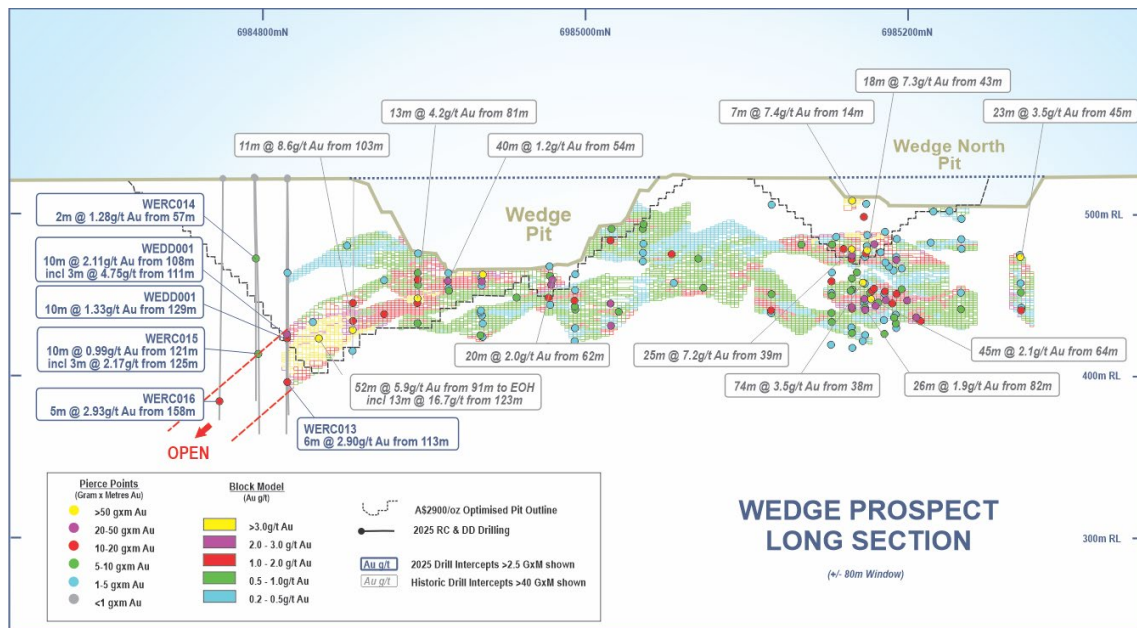 6984800mN
6985000mN
6985200mN
18m @ 7.3g/t Au from 43m
13m @ 4.2g/t Au from 81m
7m @ 7.4g/t Au from 14m
23m @ 3.5g/t Au from 45m
11m @ 8.6g/t Au from 103m
40m @ 1.2g/t Au from 54m
Wedge North
Pit
WERC014
2m @ 1.28g/t Au from 57m
Wedge
Pit
500m RL
WEDD001
10m @ 2.11g/t Au from 108m
incl 3m @ 4.75g/t Au from 111m
WEDD001
10m @ 1.33g/t Au from 129m
WERC015
10m @ 0.99g/t Au from 121m
incl 3m @ 2.17g/t Au from 125m
20m @ 2.0g/t Au from 62m
25m @ 7.2g/t Au from 39m
45m @ 2.1g/t Au from 64m
52m @ 5.9g/t Au from 91m to EOH
incl 13m @ 16.7g/t from 123m
74m @ 3.5g/t Au from 38m
26m @ 1.9g/t Au from 82m
400m RL
WERC016
5m @ 2.93g/t Au from 158m
WERC013
6m @ 2.90g/t Au from 113m
OPEN
Pierce Points
(Gram x Metres Au)
>50 gxm Au
20-50 gxm Au
10-20 gxm Au
5-10 gxm Au
1-5 gxm Au
<1 gxm Au
Block Model
(Au g/t)
>3.0g/t Au
2.0 - 3.0 g/t Au
1.0 - 2.0 g/t Au
0.5 - 1.0g/t Au
0.2 - 0.5g/t Au
A$2900/oz Optimised Pit Outline
2025 RC & DD Drilling
Au g/t
2025 Drill Intercepts >2.5 GxM shown
Au g/t
Historic Drill Intercepts >40 GxM shown
WEDGE PROSPECT
LONG SECTION
(+/- 80m Window)
300m RL